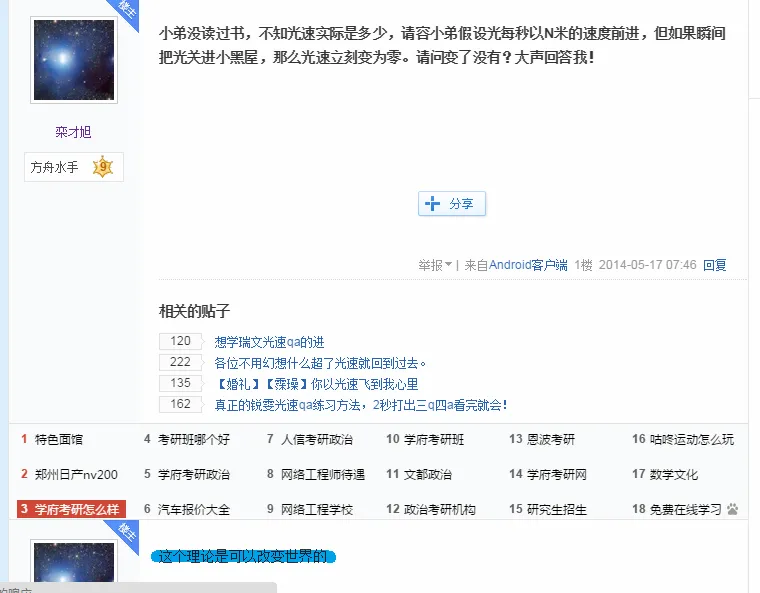 楼主
小弟没读过书，不知光速实际是多少，请容小弟假设光每秒以N米的速度前进，但如果瞬间
把光关进小黑屋，那么光速立刻变为零。请问变了没有？大声回答我！
栾才旭
方舟水手 9
分享
举报 | 来自Android客户端 1楼 2014-05-17 07:46 回复
相关的贴子
120 想学瑞文光速qa的进
222 各位不用幻想什么超了光速就回到过去。
135 【婚礼】【霂璪】你以光速飞到我心里
162 真正的锐雯光速qa练习方法，2秒打出三q四a看完就会！
1 特色面馆 4 考研班哪个好 7 人信考研政治 10 学府考研班 13 恩波考研 16 咕咚运动怎么玩
2 郑州日产nv200 5 学府考研政治 8 网络工程师待遇 11 文都政治 14 学府考研网 17 数学文化
3 学府考研怎么样 6 汽车报价大全 9 网络工程学校 12 政治考研机构 15 研究生招生 18 免费在线学习
楼主
这个理论是可以改变世界的